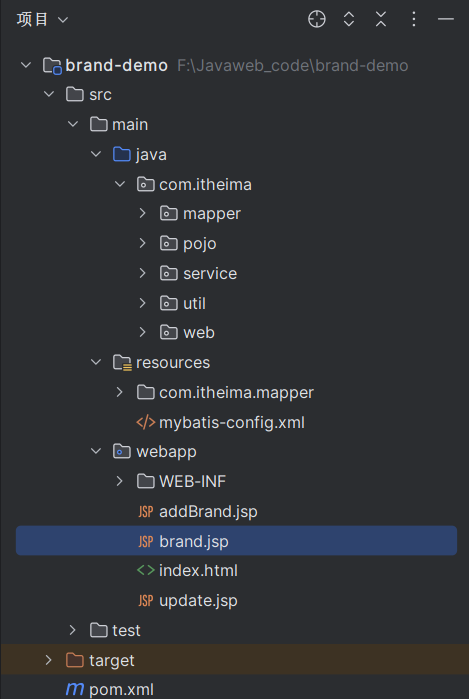 项目
brand-demo F:\Javaweb_code\brand-demo
src
main
java
com.itheima
mapper
pojo
service
util
web
resources
com.itheima.mapper
</> mybatis-config.xml
webapp
WEB-INF
JSP addBrand.jsp
JSP brand.jsp
<> index.html
JSP update.jsp
test
target
m pom.xml